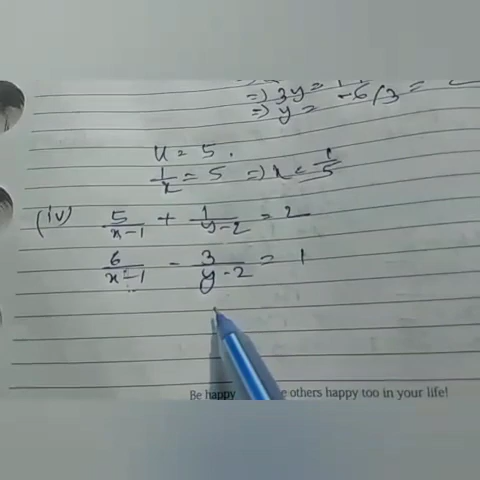 =) 3y =
=) y = -6/3 =
u = 5.
1/x = 5 =) x = 1/5
(iv) 5/x-1 + 1/y-2 = 2
6/x-1 - 3/y-2 = 1
Be happy e others happy too in your life!